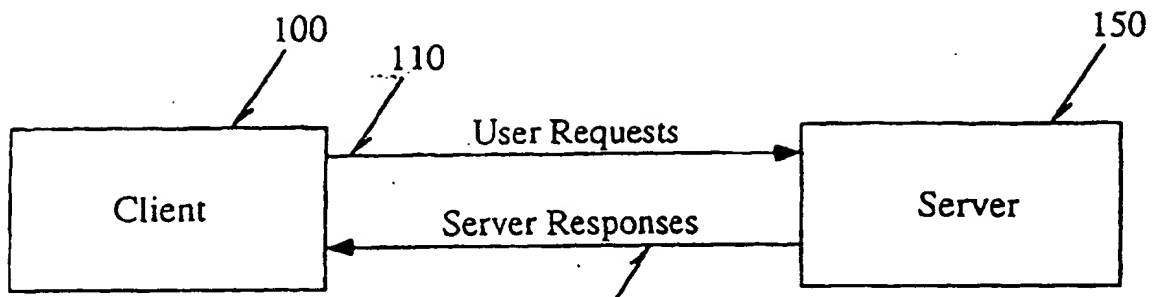 100
110
150
User Requests
Client
Server
Server Responses